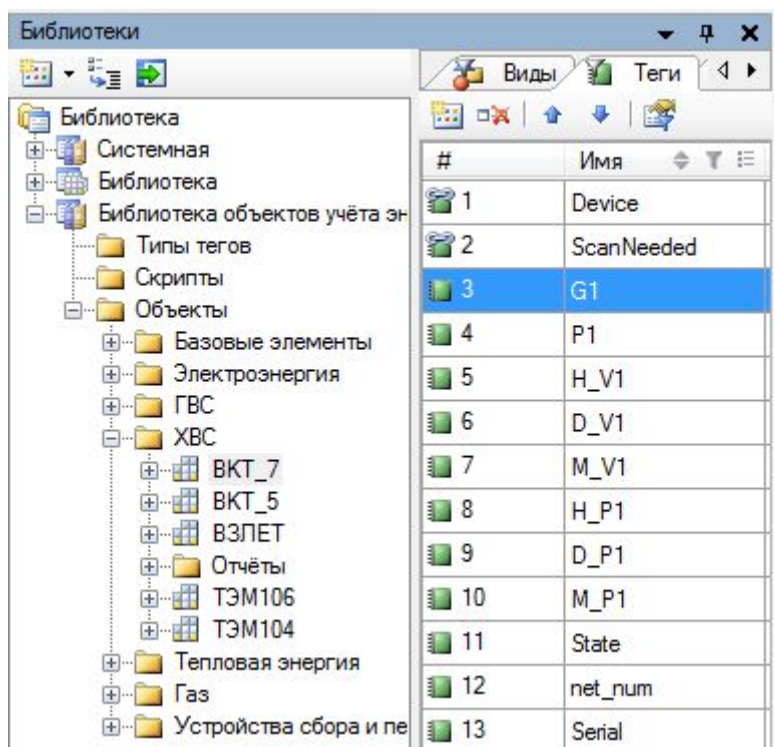 Библиотеки
Виды Теги
Библиотека
Системная
Библиотека
Библиотека объектов учёта эн
Типы тегов
Скрипты
Объекты
Базовые элементы
Электроэнергия
ГВС
ХВС
ВКТ_7
ВКТ_5
ВЗЛЕТ
Отчёты
ТЭМ106
ТЭМ104
Тепловая энергия
Газ
Устройства сбора и пе
# Имя
1 Device
2 ScanNeeded
3 G1
4 P1
5 H_V1
6 D_V1
7 M_V1
8 H_P1
9 D_P1
10 M_P1
11 State
12 net_num
13 Serial